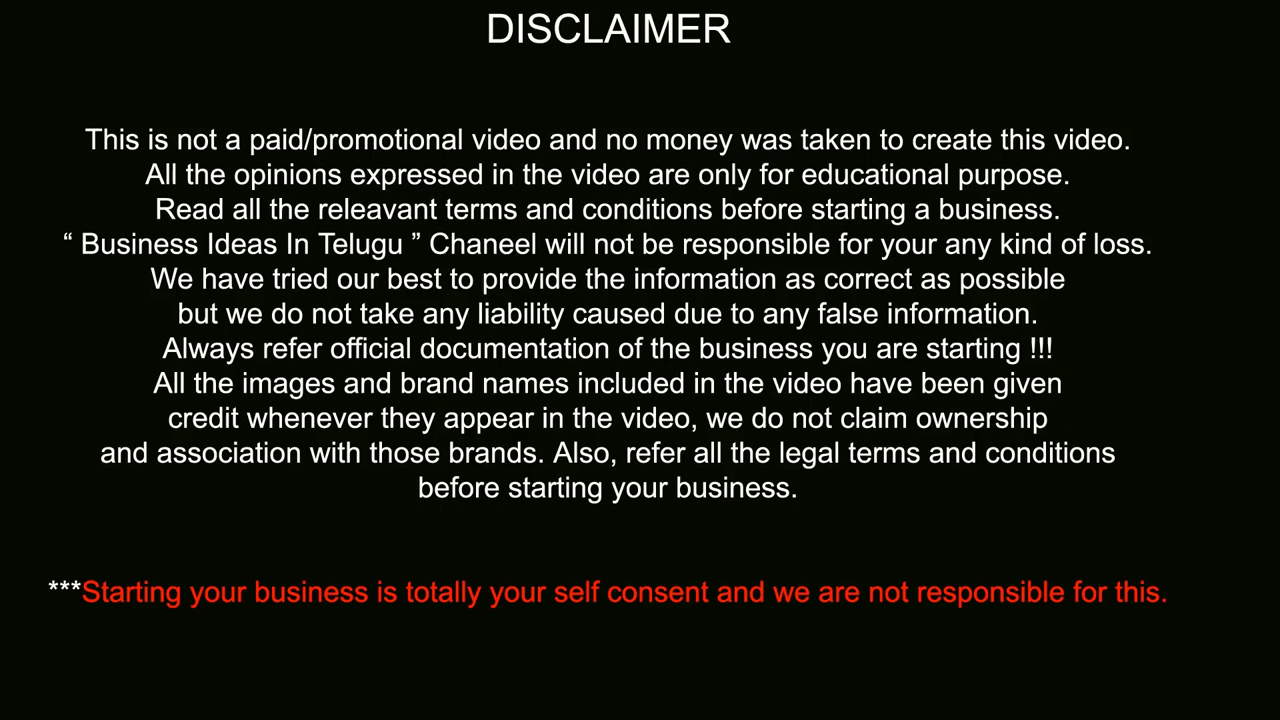 DISCLAIMER
This is not a paid/promotional video and no money was taken to create this video.
All the opinions expressed in the video are only for educational purpose.
Read all the releavant terms and conditions before starting a business.
“ Business Ideas In Telugu ” Chaneel will not be responsible for your any kind of loss.
We have tried our best to provide the information as correct as possible
but we do not take any liability caused due to any false information.
Always refer official documentation of the business you are starting !!!
All the images and brand names included in the video have been given
credit whenever they appear in the video, we do not claim ownership
and association with those brands. Also, refer all the legal terms and conditions
before starting your business.
***Starting your business is totally your self consent and we are not responsible for this.